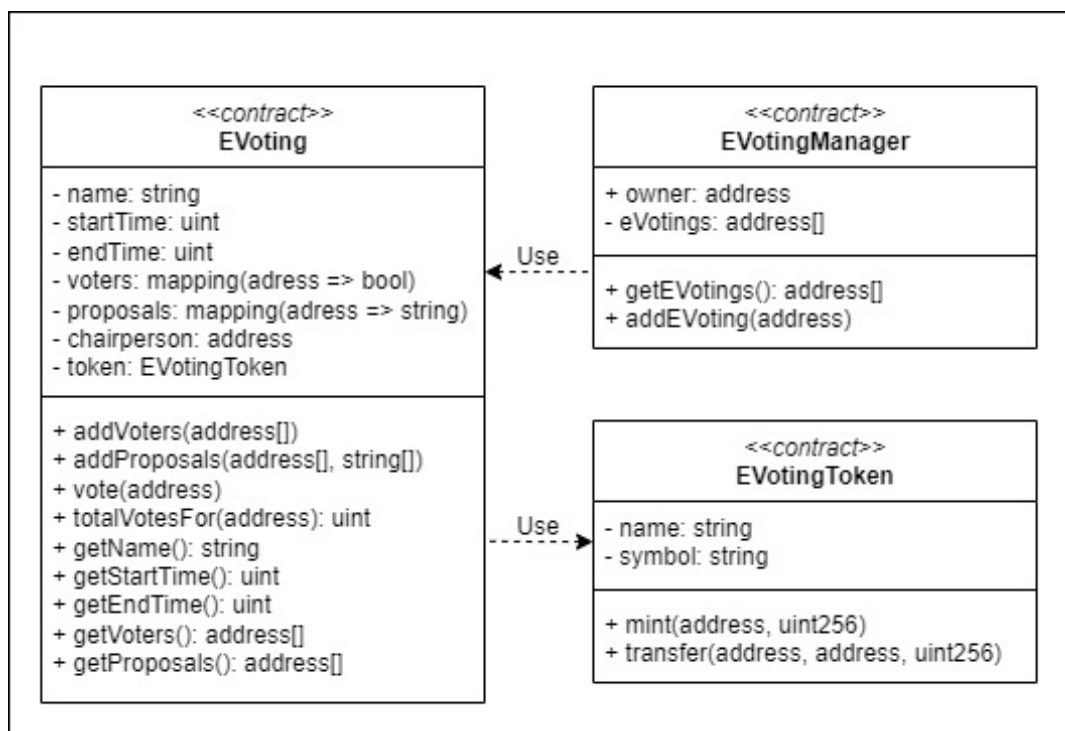 <<contract>>
EVoting
- name: string
- startTime: uint
- endTime: uint
- voters: mapping(adress => bool)
- proposals: mapping(adress => string)
- chairperson: address
- token: EVotingToken
+ addVoters(address[])
+ addProposals(address[], string[])
+ vote(address)
+ totalVotesFor(address): uint
+ getName(): string
+ getStartTime(): uint
+ getEndTime(): uint
+ getVoters(): address[]
+ getProposals(): address[]
Use
Use
<<contract>>
EVotingManager
+ owner: address
- eVotings: address[]
+ getEVotings(): address[]
+ addEVoting(address)
<<contract>>
EVotingToken
- name: string
- symbol: string
+ mint(address, uint256)
+ transfer(address, address, uint256)